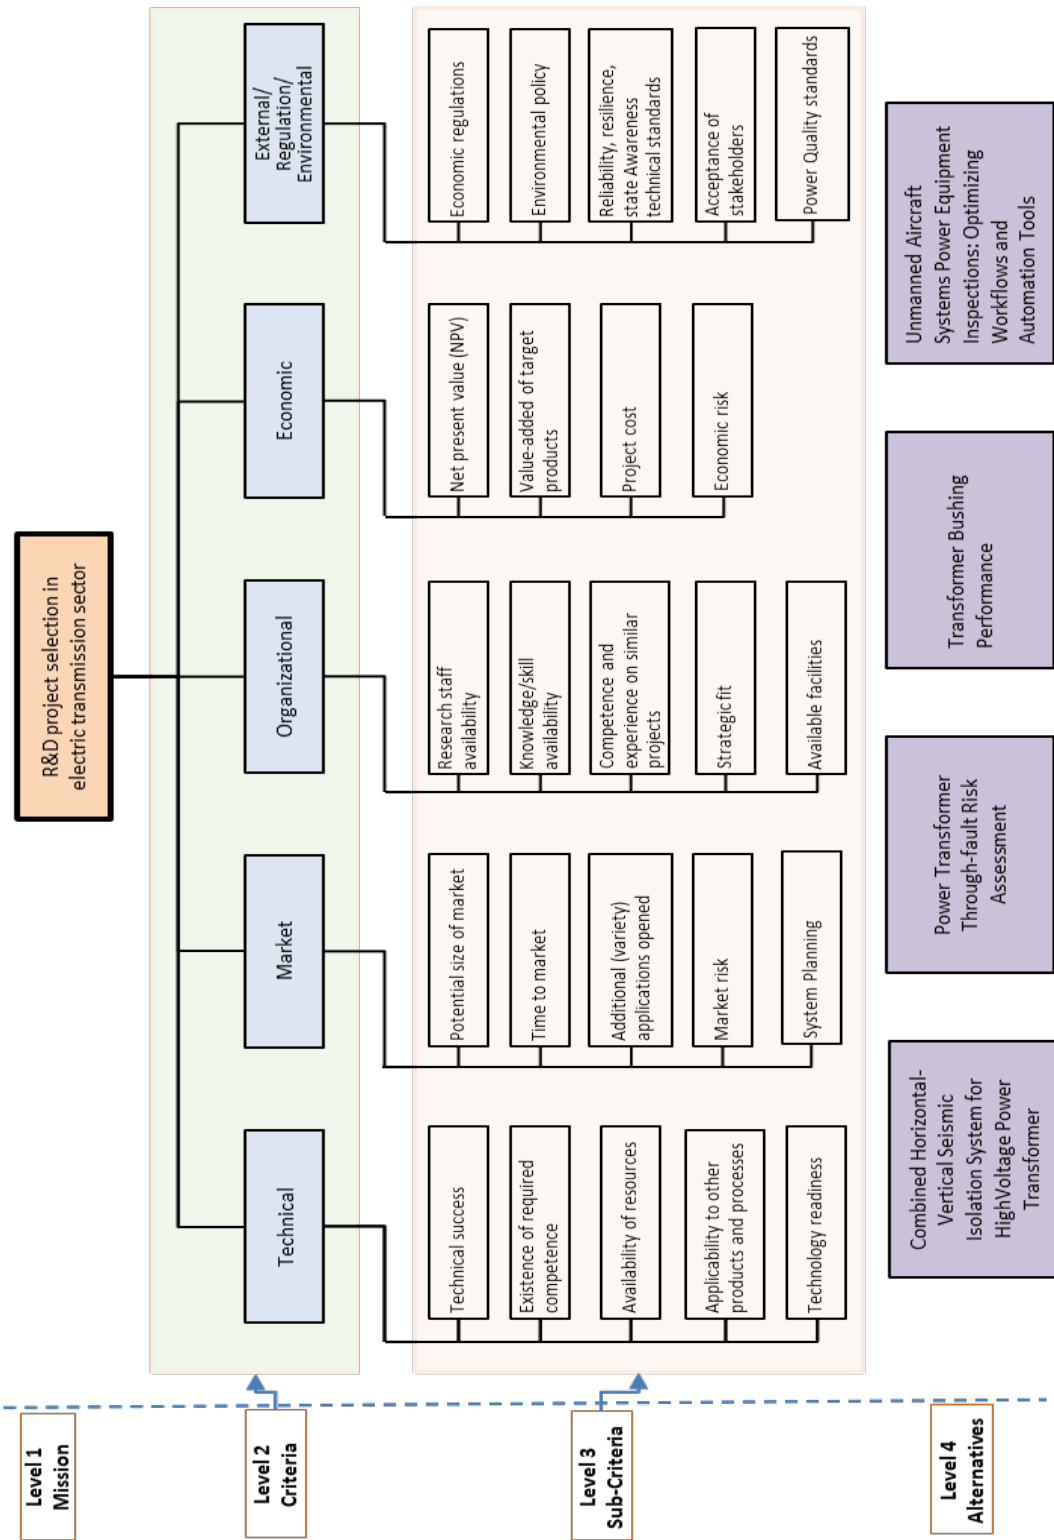 Level 1
Mission
R&D project selection in
electric transmission sector
Level 2
Criteria
Technical
Market
Organizational
Economic
External/
Regulation/
Environmental
Level 3
Sub-Criteria
Technical success
Existence of required
competence
Availability of resources
Applicability to other
products and processes
Technology readiness
Potential size of market
Time to market
Additional (variety)
applications opened
Market risk
System Planning
Research staff
availability
Knowledge/skill
availability
Competence and
experience on similar
projects
Strategic fit
Available facilities
Net present value (NPV)
Value-added of target
products
Project cost
Economic risk
Economic regulations
Environmental policy
Reliability, resilience,
state Awareness
technical standards
Acceptance of
stakeholders
Power Quality standards
Level 4
Alternatives
Combined Horizontal-
Vertical Seismic
Isolation System for
High Voltage Power
Transformer
Power Transformer
Through-fault Risk
Assessment
Transformer Bushing
Performance
Unmanned Aircraft
Systems Power Equipment
Inspections: Optimizing
Workflows and
Automation Tools